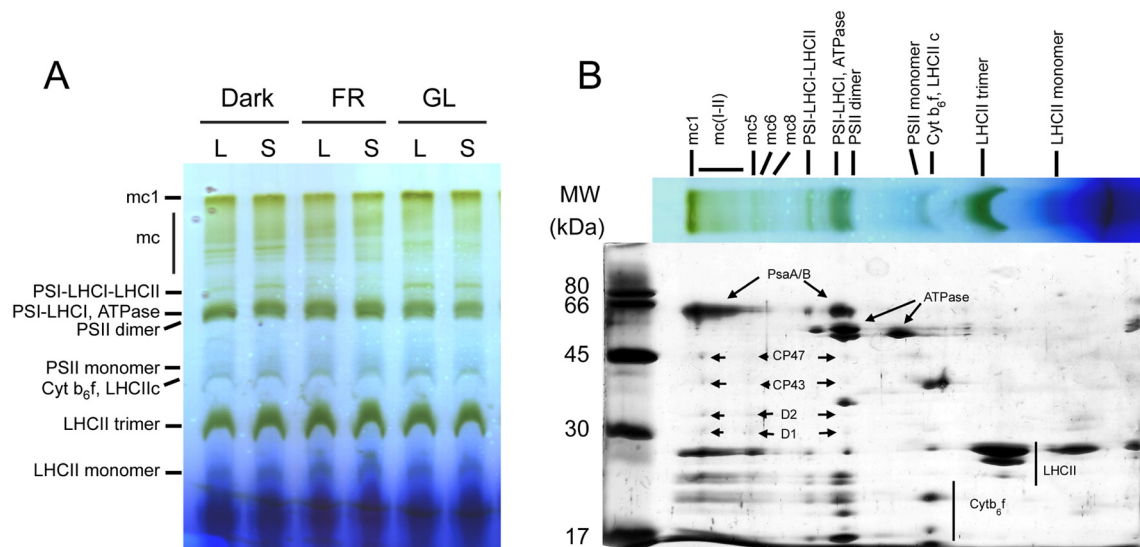 A
Dark FR GL
L S L S L S
mc1
mc
PSI-LHCI-LHCII
PSI-LHCI, ATPase
PSII dimer
PSII monomer
Cyt b6f, LHCIIc
LHCII trimer
LHCII monomer
B
mc1
mc(I-II)
mc5
mc6
mc8
PSI-LHCI-LHCII
PSI-LHCI, ATPase
PSII dimer
PSII monomer
Cyt b6f, LHCII c
LHCII trimer
LHCII monomer
MW
(kDa)
80
66
45
30
17
PsaA/B
ATPase
CP47
CP43
D2
D1
LHCII
Cytb6f